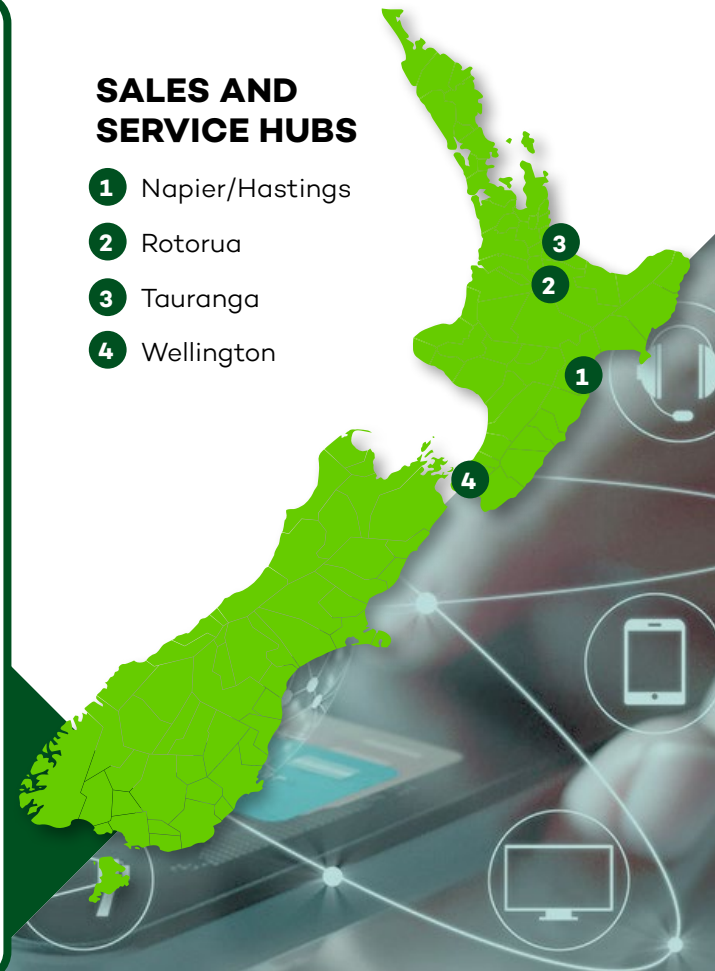 SALES AND
SERVICE HUBS
1 Napier/Hastings
2 Rotorua
3 Tauranga
4 Wellington
3
2
1
4